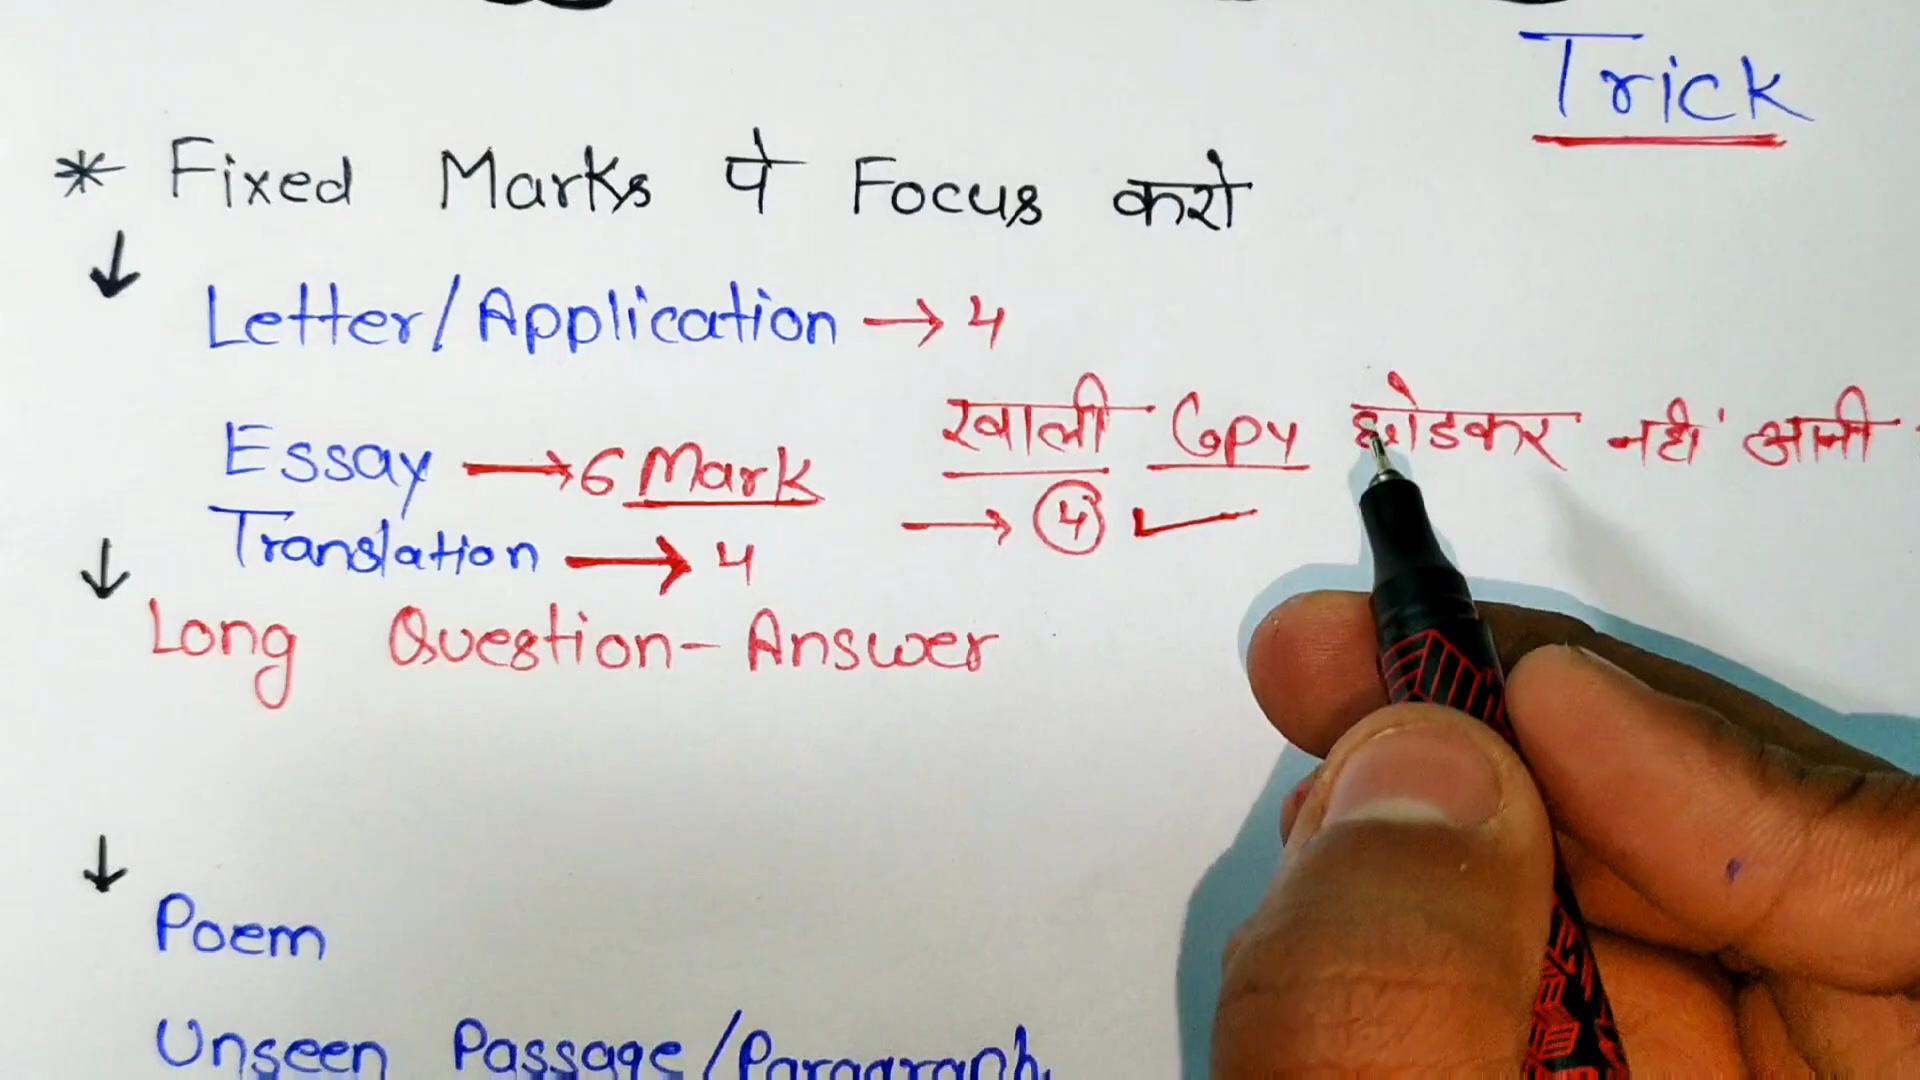 Trick
* Fixed Marks पे Focus करो
↓ Letter/Application → 4
Essay → 6 Mark
खाली Copy छोडकर नहीं आनी
→ 4 ✓
Translation → 4
↓ Long Question-Answer
↓ Poem
Unseen Passage/Paragraph